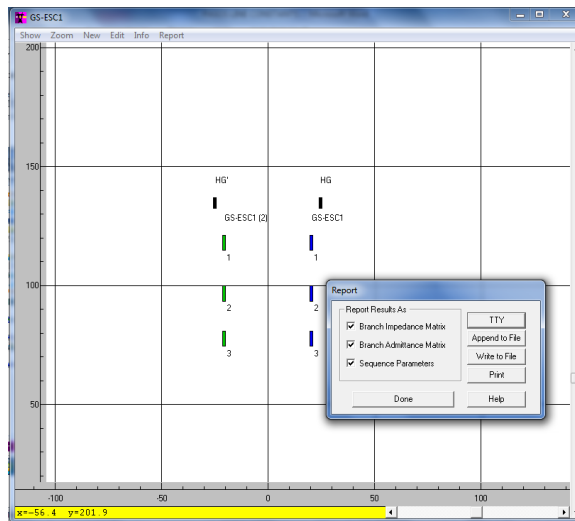 GS-ESC1
Show Zoom New Edit Info Report
200
150
HG' HG
GS-ESC1 (2) GS-ESC1
1 1
100
2 2
3 3
50
-100 -50 0 50 100
x=-56.4 y=201.9
Report
Report Results As
Branch Impedance Matrix
Branch Admittance Matrix
Sequence Parameters
TTY
Append to File
Write to File
Print
Done Help